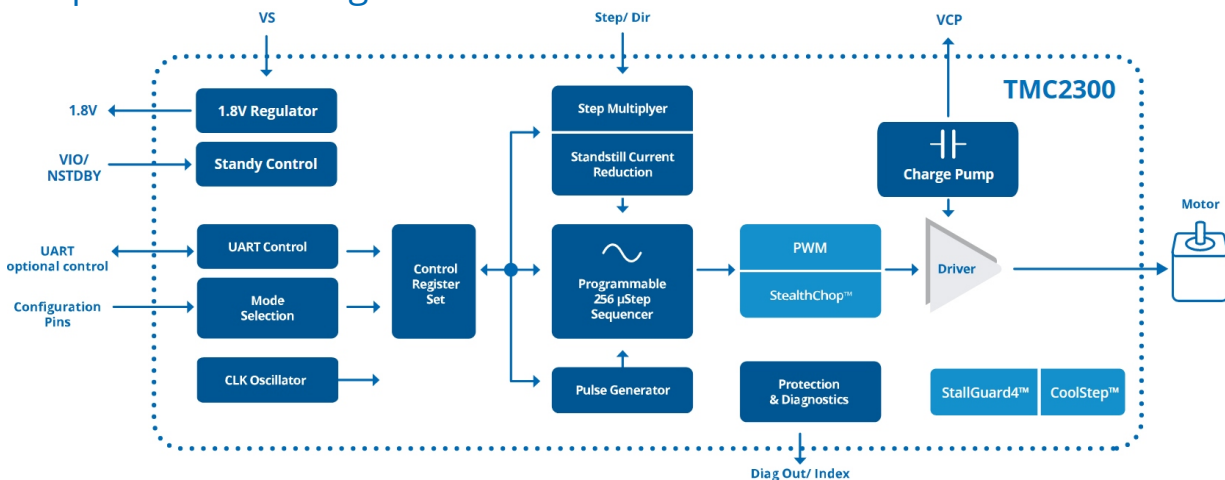 VS
Step/ Dir
VCP
TMC2300
1.8V
1.8V Regulator
VIO/
NSTDBY
Standy Control
Step Multiplyer
Standstill Current
Reduction
Charge Pump
Motor
UART
optional control
UART Control
Configuration
Pins
Mode
Selection
CLK Oscillator
Control
Register
Set
Programmable
256 µStep
Sequencer
Pulse Generator
PWM
StealthChop™
Driver
Protection
& Diagnostics
StallGuard4™
CoolStep™
Diag Out/ Index